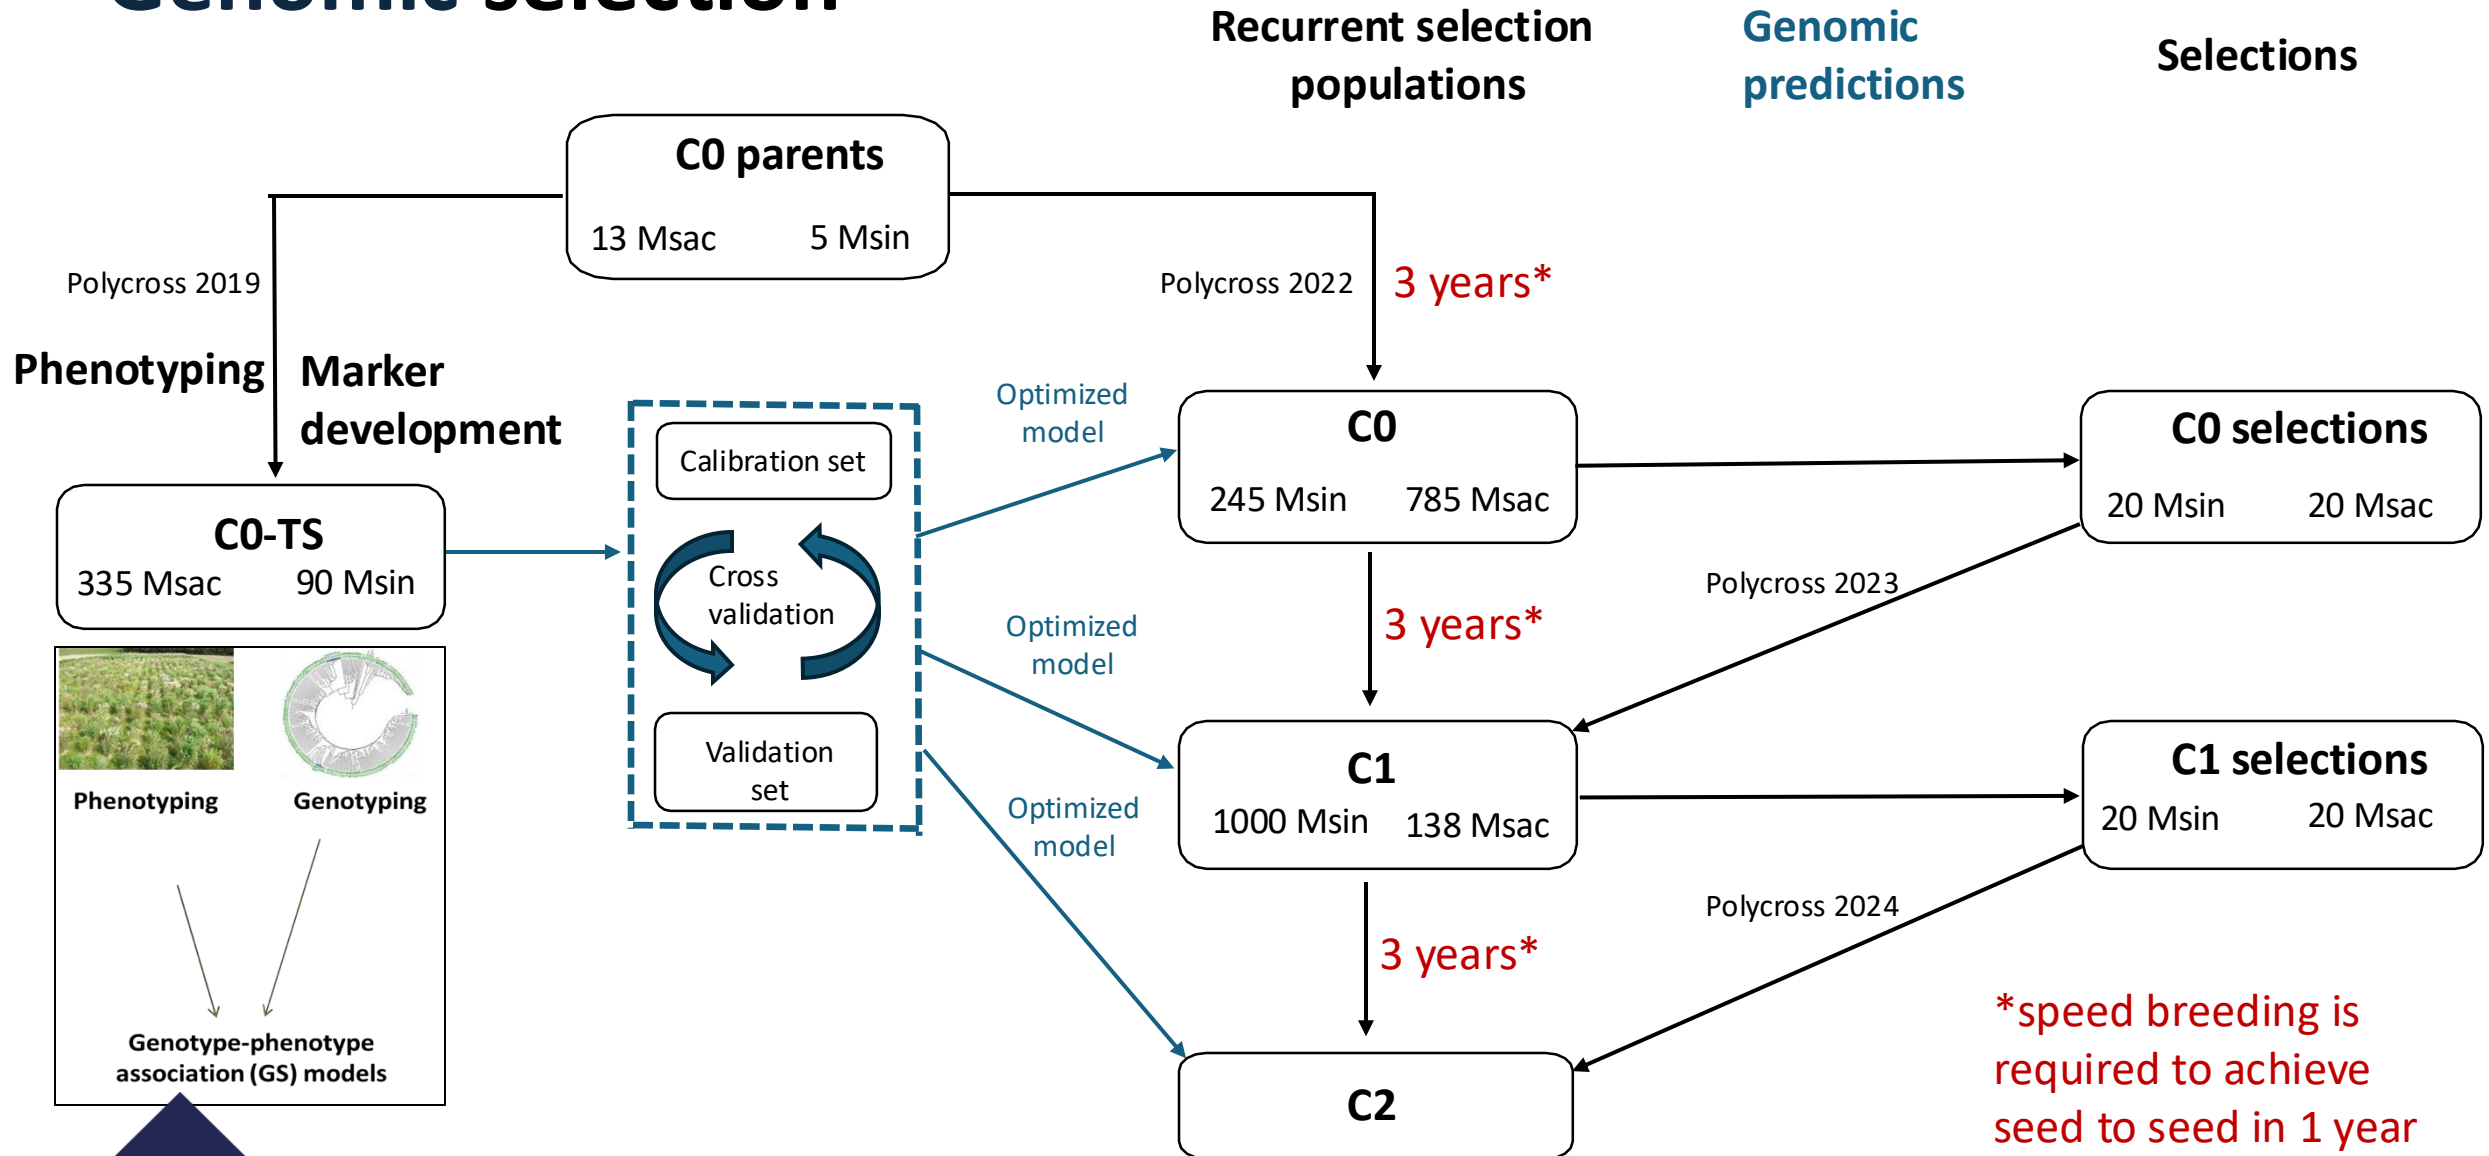 Genomic selection
Recurrent selection
populations
Genomic
predictions
Selections
C0 parents
13 Msac 5 Msin
Polycross 2019
Polycross 2022
3 years*
Phenotyping
Marker
development
Optimized
model
Calibration set
C0
245 Msin 785 Msac
C0 selections
20 Msin 20 Msac
C0-TS
335 Msac 90 Msin
Cross
validation
Polycross 2023
3 years*
Optimized
model
Validation
set
Phenotyping Genotyping
Optimized
model
C1
1000 Msin 138 Msac
C1 selections
20 Msin 20 Msac
Polycross 2024
3 years*
Genotype-phenotype
association (GS) models
C2
*speed breeding is
required to achieve
seed to seed in 1 year